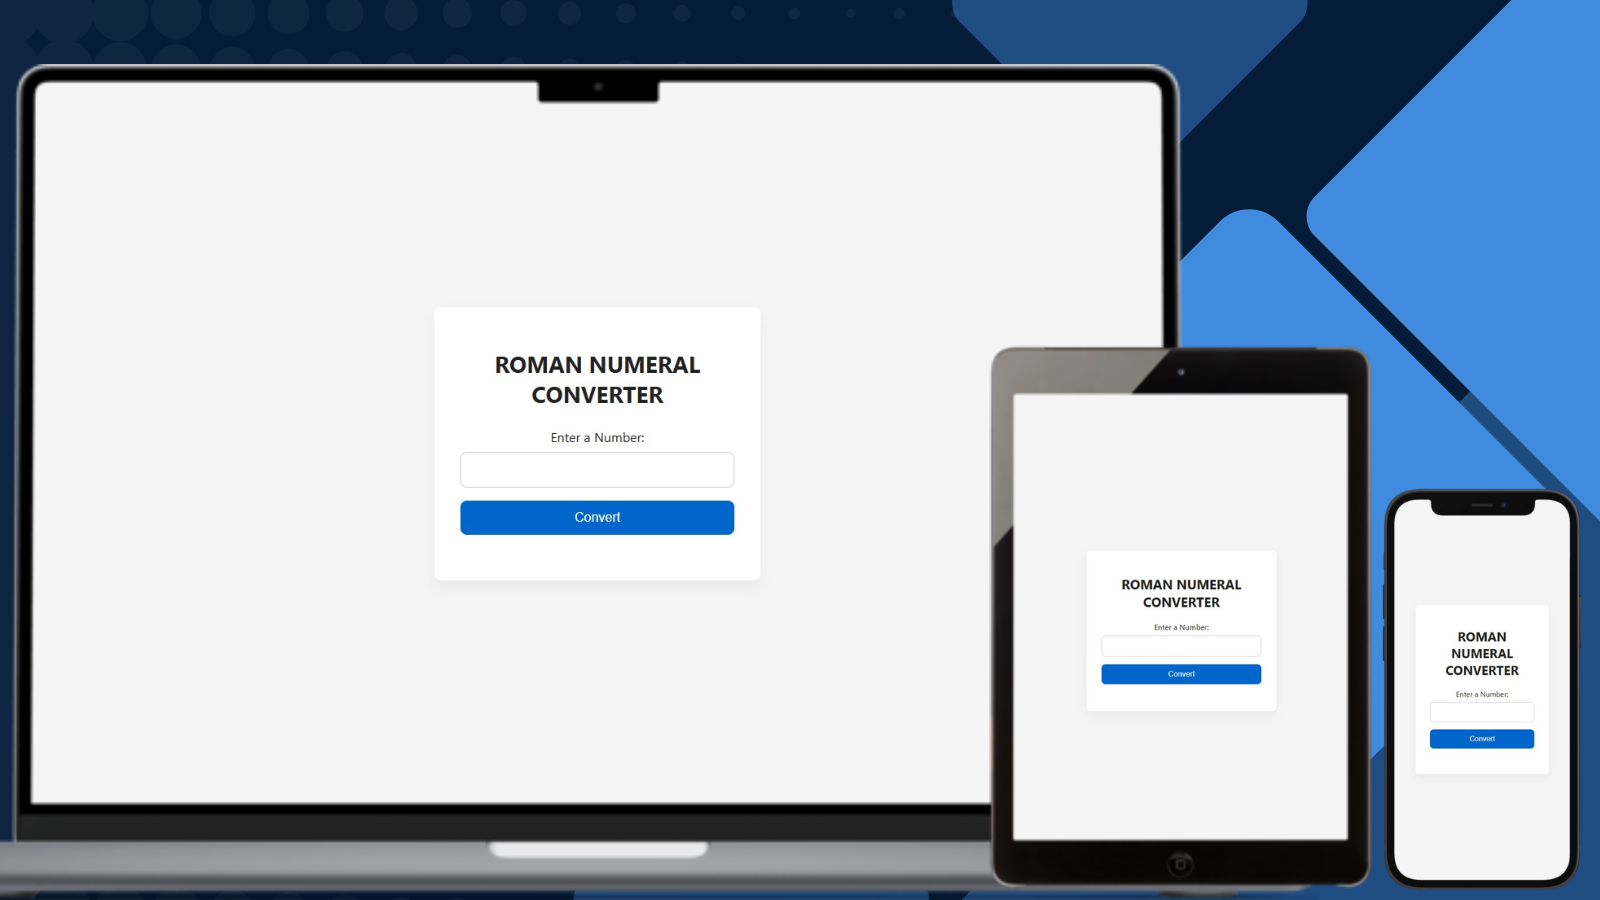 ROMAN NUMERAL
CONVERTER
Enter a Number:
Convert
ROMAN NUMERAL
CONVERTER
Enter a Number:
Convert
ROMAN
NUMERAL
CONVERTER
Enter a Number:
Convert